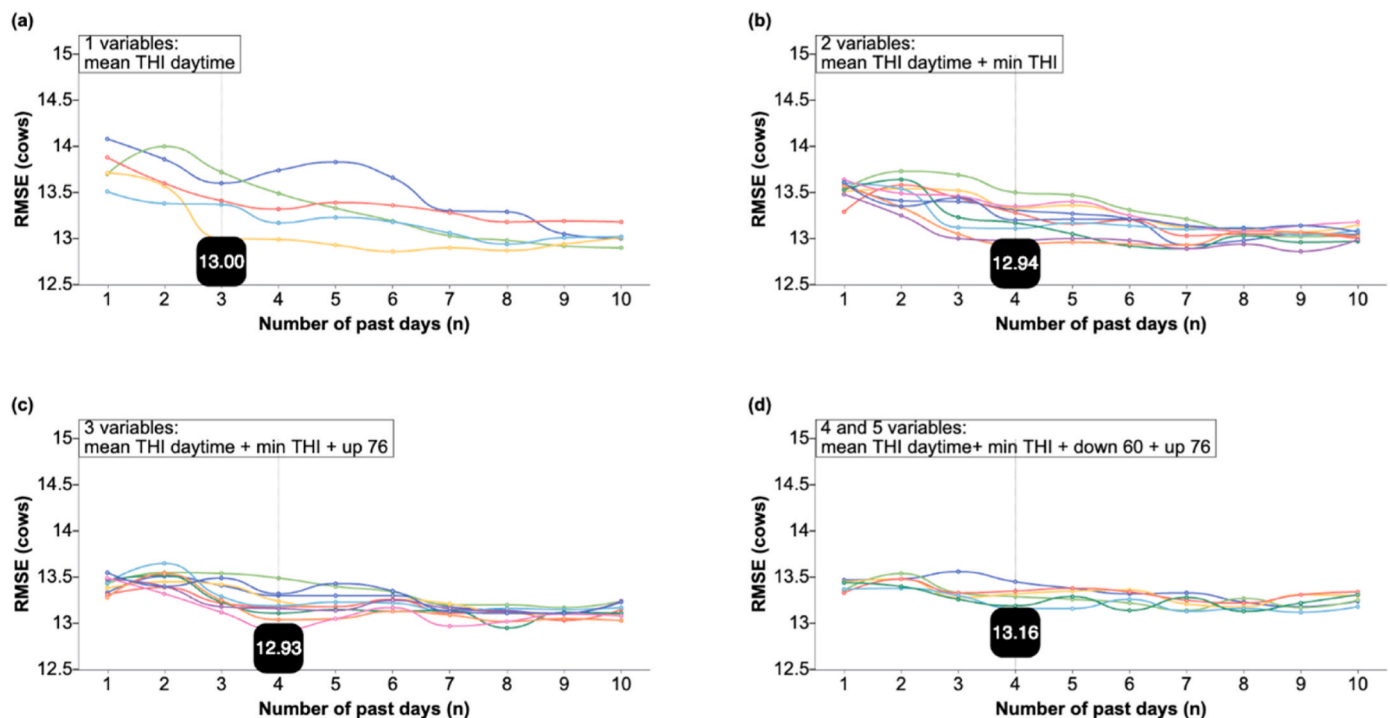 (a)
1 variables:
mean THI daytime
15
14.5
14
13.5
13
12.5
RMSE (cows)
13.00
1 2 3 4 5 6 7 8 9 10
Number of past days (n)
(b)
2 variables:
mean THI daytime + min THI
15
14.5
14
13.5
13
12.5
RMSE (cows)
12.94
1 2 3 4 5 6 7 8 9 10
Number of past days (n)
(c)
3 variables:
mean THI daytime + min THI + up 76
15
14.5
14
13.5
13
12.5
RMSE (cows)
12.93
1 2 3 4 5 6 7 8 9 10
Number of past days (n)
(d)
4 and 5 variables:
mean THI daytime+ min THI + down 60 + up 76
15
14.5
14
13.5
13
12.5
RMSE (cows)
13.16
1 2 3 4 5 6 7 8 9 10
Number of past days (n)